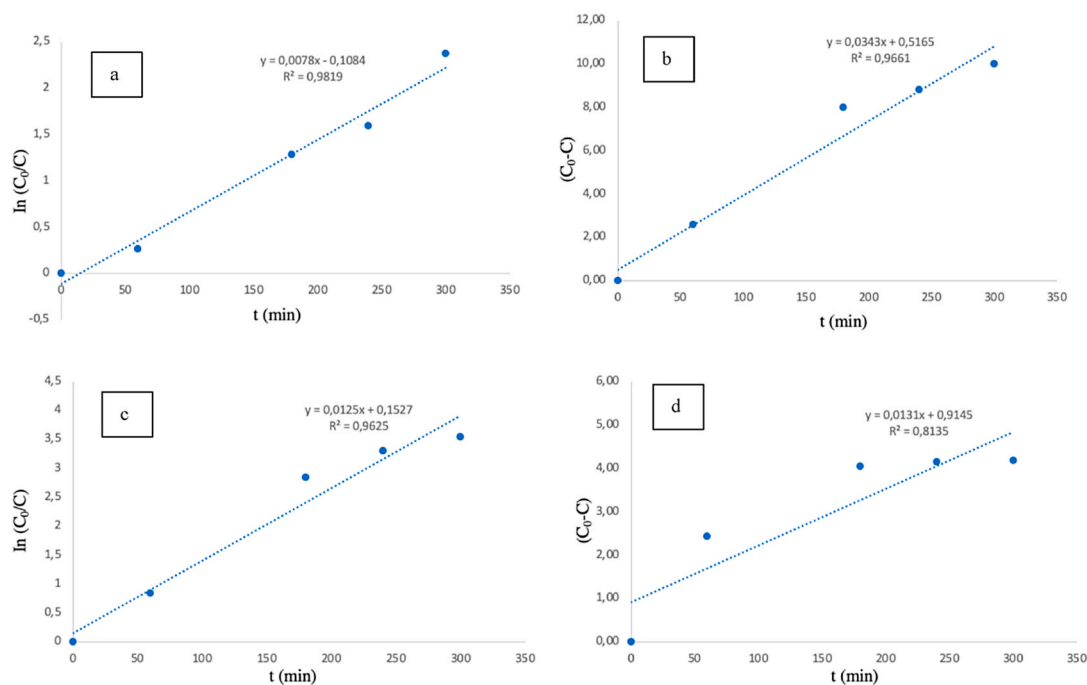 a
y = 0,0078x - 0,1084
R² = 0,9819
ln (C₀/C)
2,5
2
1,5
1
0,5
0
-0,5
0 50 100 150 200 250 300 350
t (min)
b
y = 0,0343x + 0,5165
R² = 0,9661
(C₀-C)
12,00
10,00
8,00
6,00
4,00
2,00
0,00
0 50 100 150 200 250 300 350
t (min)
c
y = 0,0125x + 0,1527
R² = 0,9625
ln (C₀/C)
4,5
4
3,5
3
2,5
2
1,5
1
0,5
0
0 50 100 150 200 250 300 350
t (min)
d
y = 0,0131x + 0,9145
R² = 0,8135
(C₀-C)
6,00
5,00
4,00
3,00
2,00
1,00
0,00
0 50 100 150 200 250 300 350
t (min)